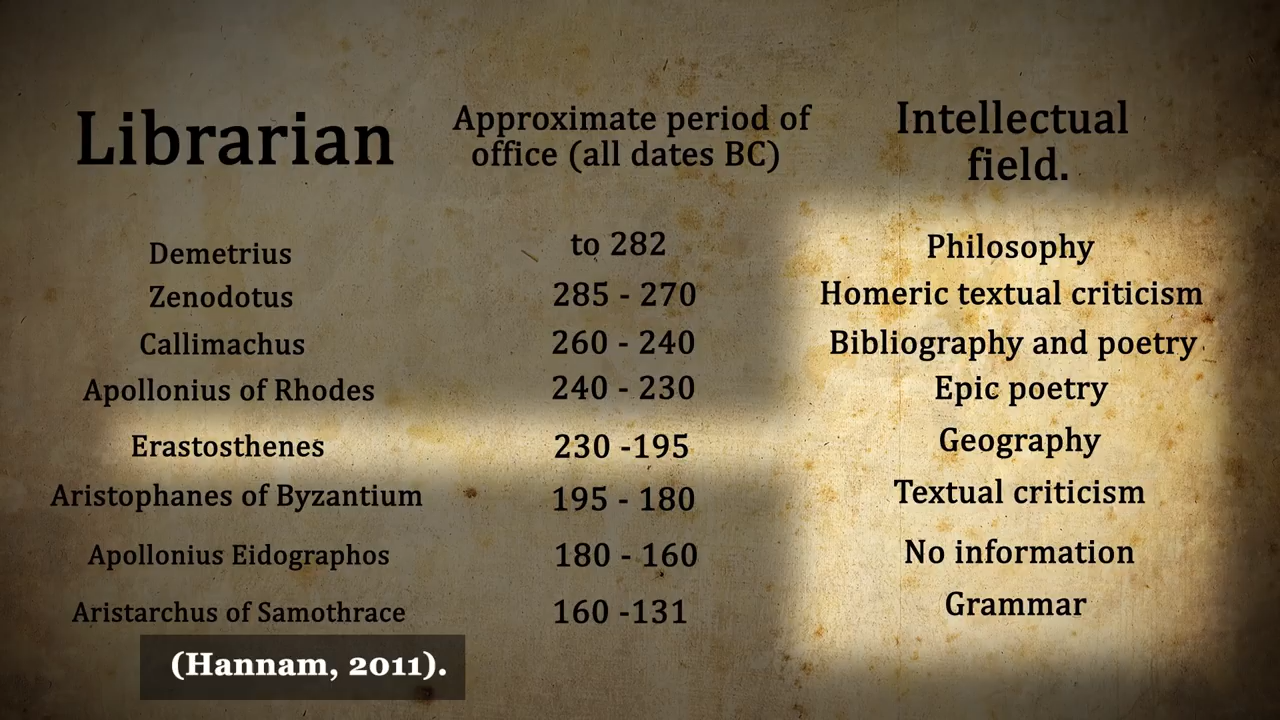 Librarian
Approximate period of
office (all dates BC)
Intellectual
field.
Demetrius to 282 Philosophy
Zenodotus 285 - 270 Homeric textual criticism
Callimachus 260 - 240 Bibliography and poetry
Apollonius of Rhodes 240 - 230 Epic poetry
Erastosthenes 230 -195 Geography
Aristophanes of Byzantium 195 - 180 Textual criticism
Apollonius Eidographos 180 - 160 No information
Aristarchus of Samothrace 160 -131 Grammar
(Hannam, 2011).